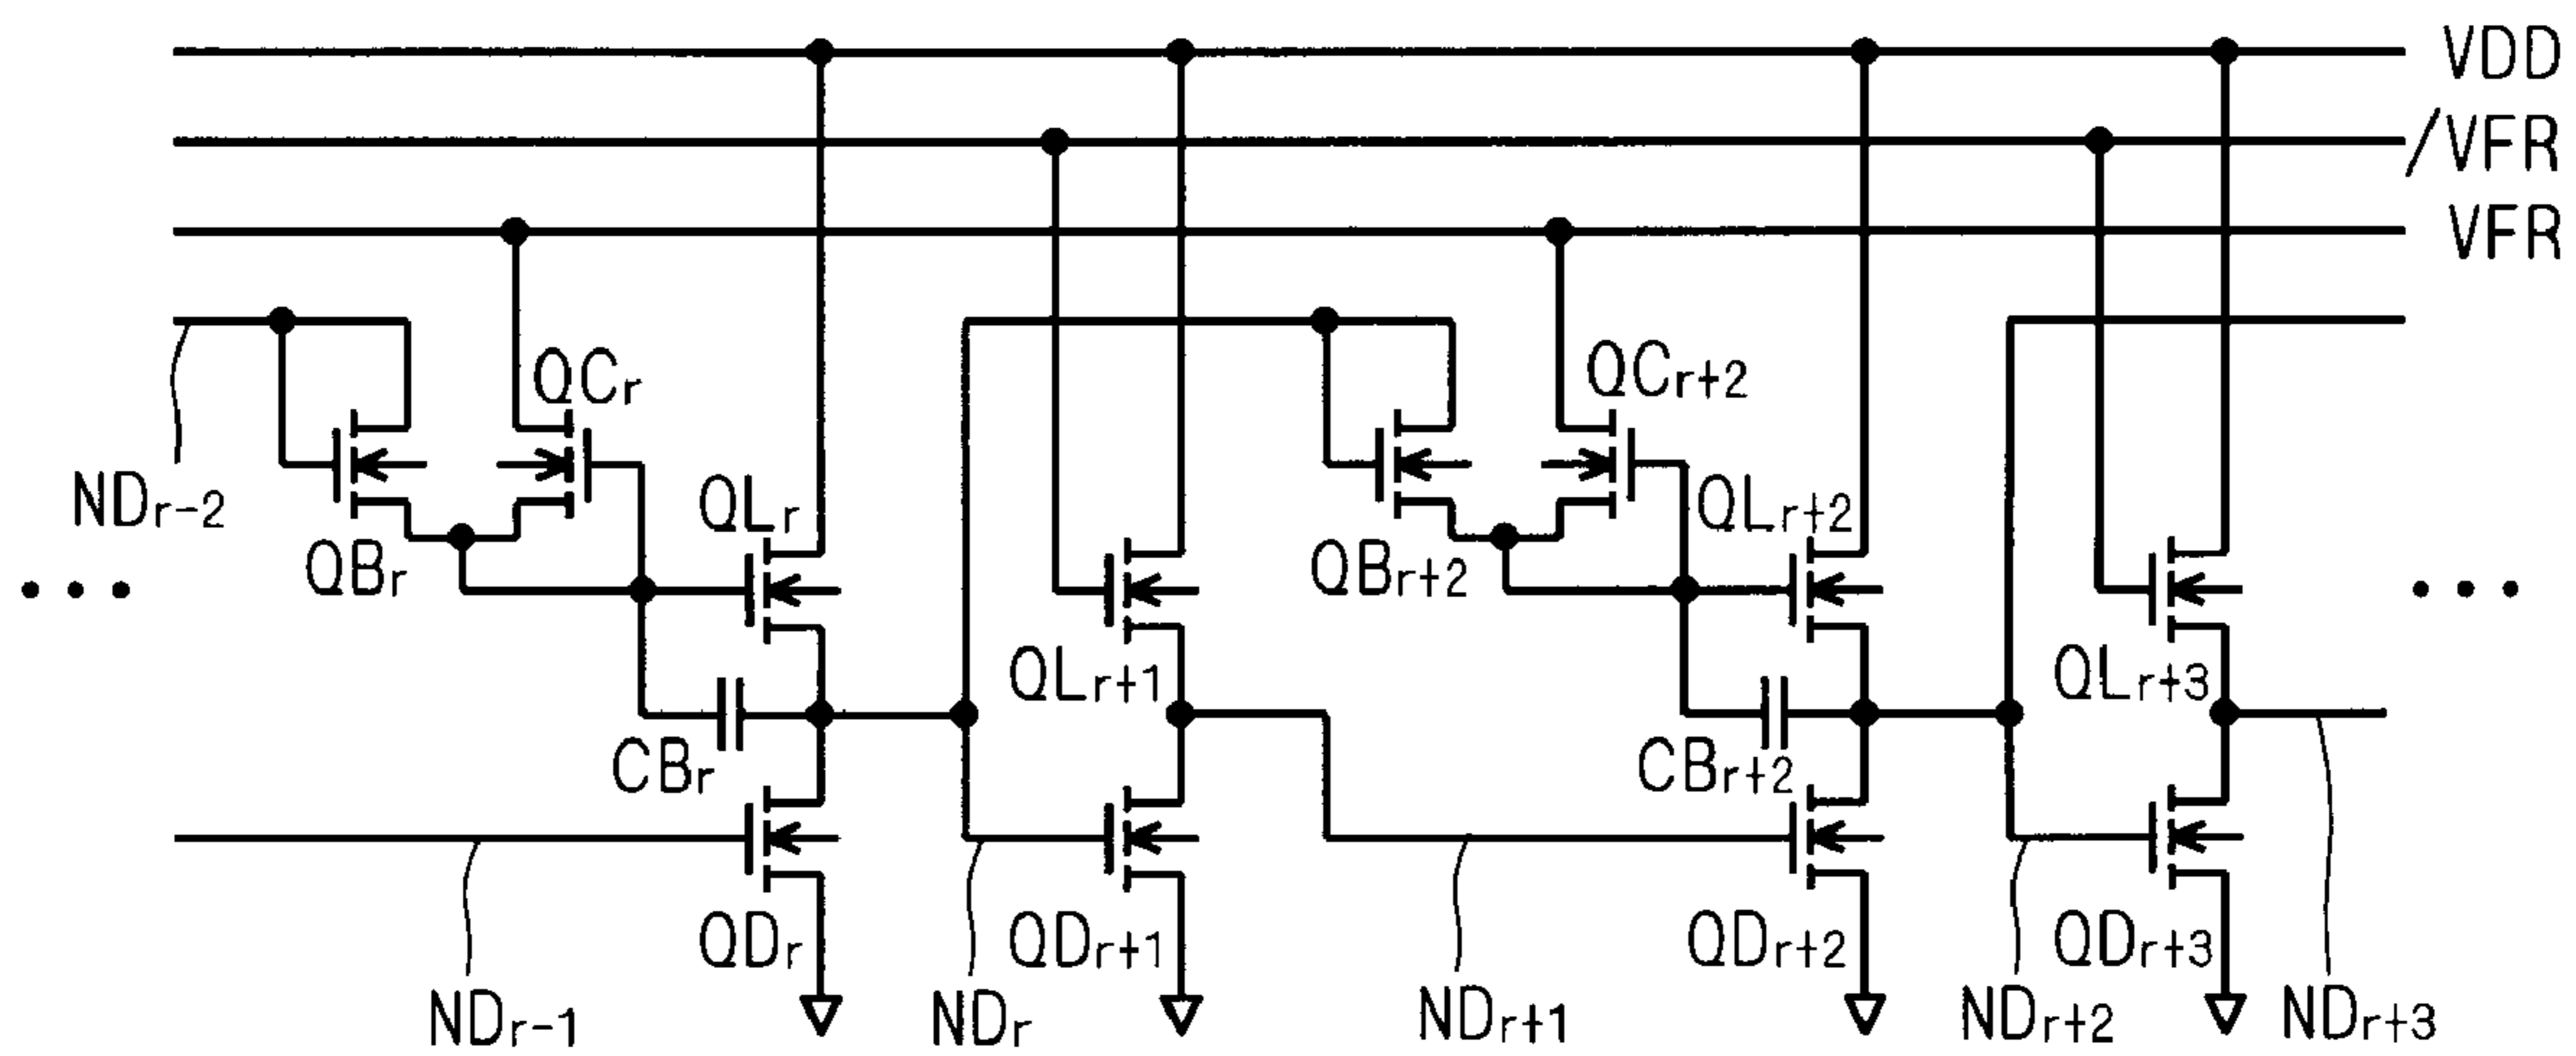 VDD
/VFR
VFR
QCr
QCr+2
NDr-2
QLr
QLr+2
QBr
QBr+2
. . .
. . .
QLr+1
QLr+3
CBr
CBr+2
QDr
QDr+1
QDr+2
QDr+3
NDr-1
NDr
NDr+1
NDr+2
NDr+3